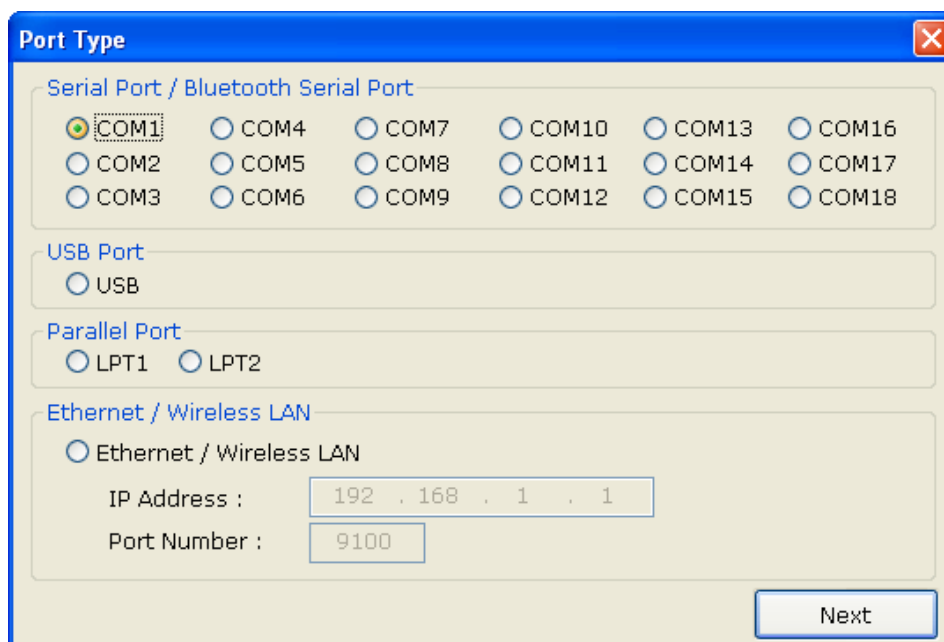 Port Type
Serial Port / Bluetooth Serial Port
COM1 COM4 COM7 COM10 COM13 COM16
COM2 COM5 COM8 COM11 COM14 COM17
COM3 COM6 COM9 COM12 COM15 COM18
USB Port
USB
Parallel Port
LPT1 LPT2
Ethernet / Wireless LAN
Ethernet / Wireless LAN
IP Address : 192 . 168 . 1 . 1
Port Number : 9100
Next